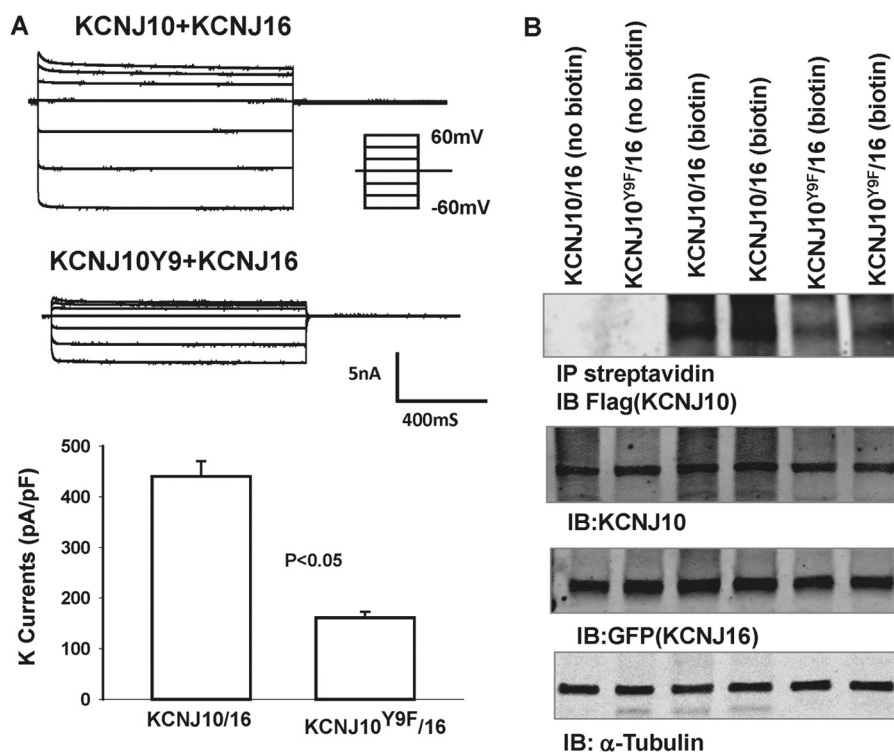 A
KCNJ10+KCNJ16
60mV
-60mV
KCNJ10Y9+KCNJ16
5nA
400mS
K Currents (pA/pF)
500
400
300
200
100
0
P<0.05
KCNJ10/16
KCNJ10Y9F/16
B
KCNJ10/16 (no biotin)
KCNJ10Y9F/16 (no biotin)
KCNJ10/16 (biotin)
KCNJ10/16 (biotin)
KCNJ10Y9F/16 (biotin)
KCNJ10Y9F/16 (biotin)
IP streptavidin
IB Flag(KCNJ10)
IB:KCNJ10
IB:GFP(KCNJ16)
IB: α-Tubulin